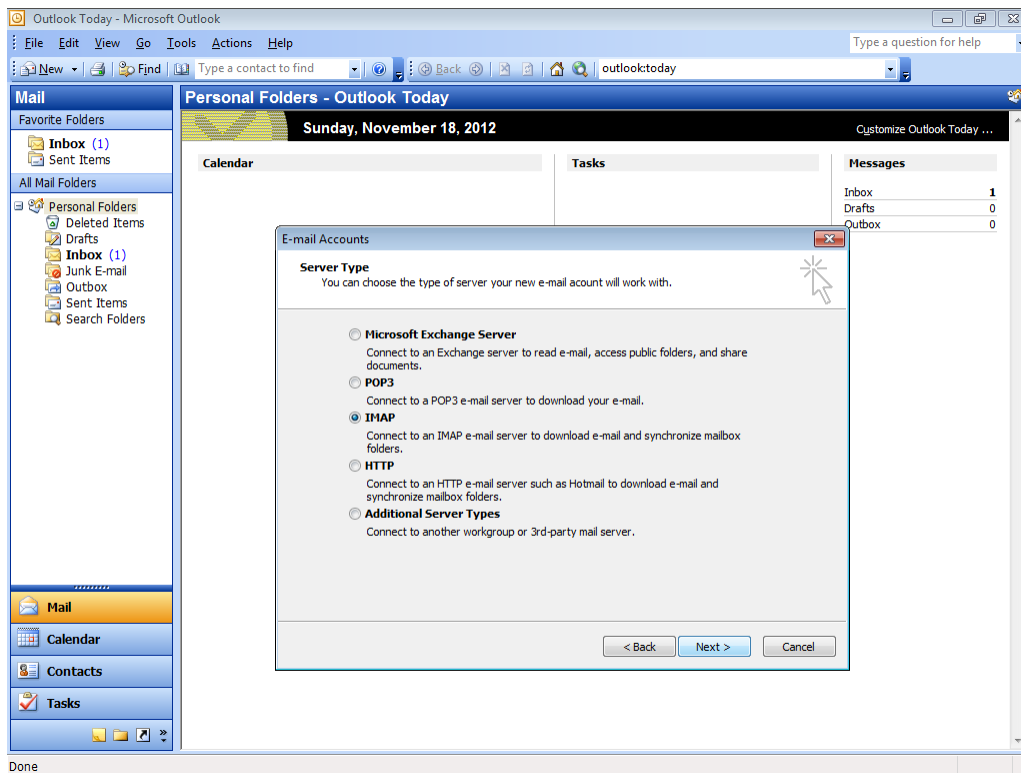 Outlook Today - Microsoft Outlook
File Edit View Go Tools Actions Help
Type a question for help
New Find Type a contact to find Back outlook:today
Mail
Favorite Folders
Inbox (1)
Sent Items
All Mail Folders
Personal Folders
Deleted Items
Drafts
Inbox (1)
Junk E-mail
Outbox
Sent Items
Search Folders
Mail
Calendar
Contacts
Tasks
Personal Folders - Outlook Today
Sunday, November 18, 2012
Customize Outlook Today ...
Calendar
Tasks
Messages
Inbox 1
Drafts 0
Outbox 0
E-mail Accounts
Server Type
You can choose the type of server your new e-mail acount will work with.
Microsoft Exchange Server
Connect to an Exchange server to read e-mail, access public folders, and share
documents.
POP3
Connect to a POP3 e-mail server to download your e-mail.
IMAP
Connect to an IMAP e-mail server to download e-mail and synchronize mailbox
folders.
HTTP
Connect to an HTTP e-mail server such as Hotmail to download e-mail and
synchronize mailbox folders.
Additional Server Types
Connect to another workgroup or 3rd-party mail server.
< Back Next > Cancel
Done